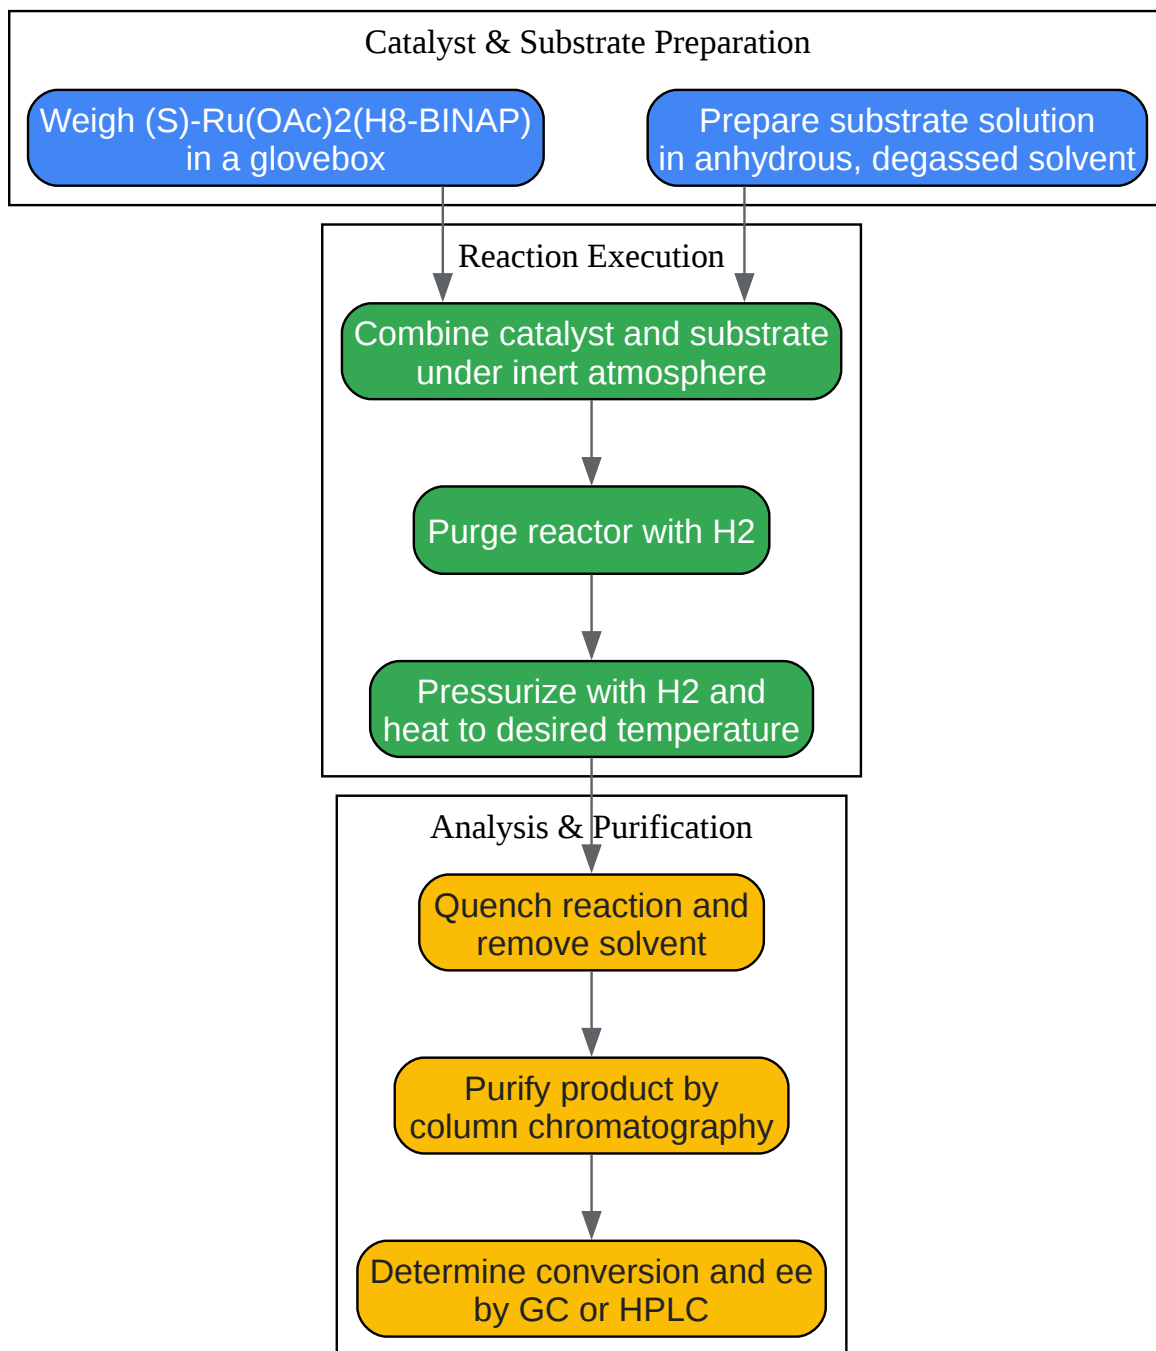 Catalyst & Substrate Preparation
Weigh (S)-Ru(OAc)2(H8-BINAP)
in a glovebox
Prepare substrate solution
in anhydrous, degassed solvent
Reaction Execution
Combine catalyst and substrate
under inert atmosphere
Purge reactor with H2
Pressurize with H2 and
heat to desired temperature
Analysis & Purification
Quench reaction and
remove solvent
Purify product by
column chromatography
Determine conversion and ee
by GC or HPLC